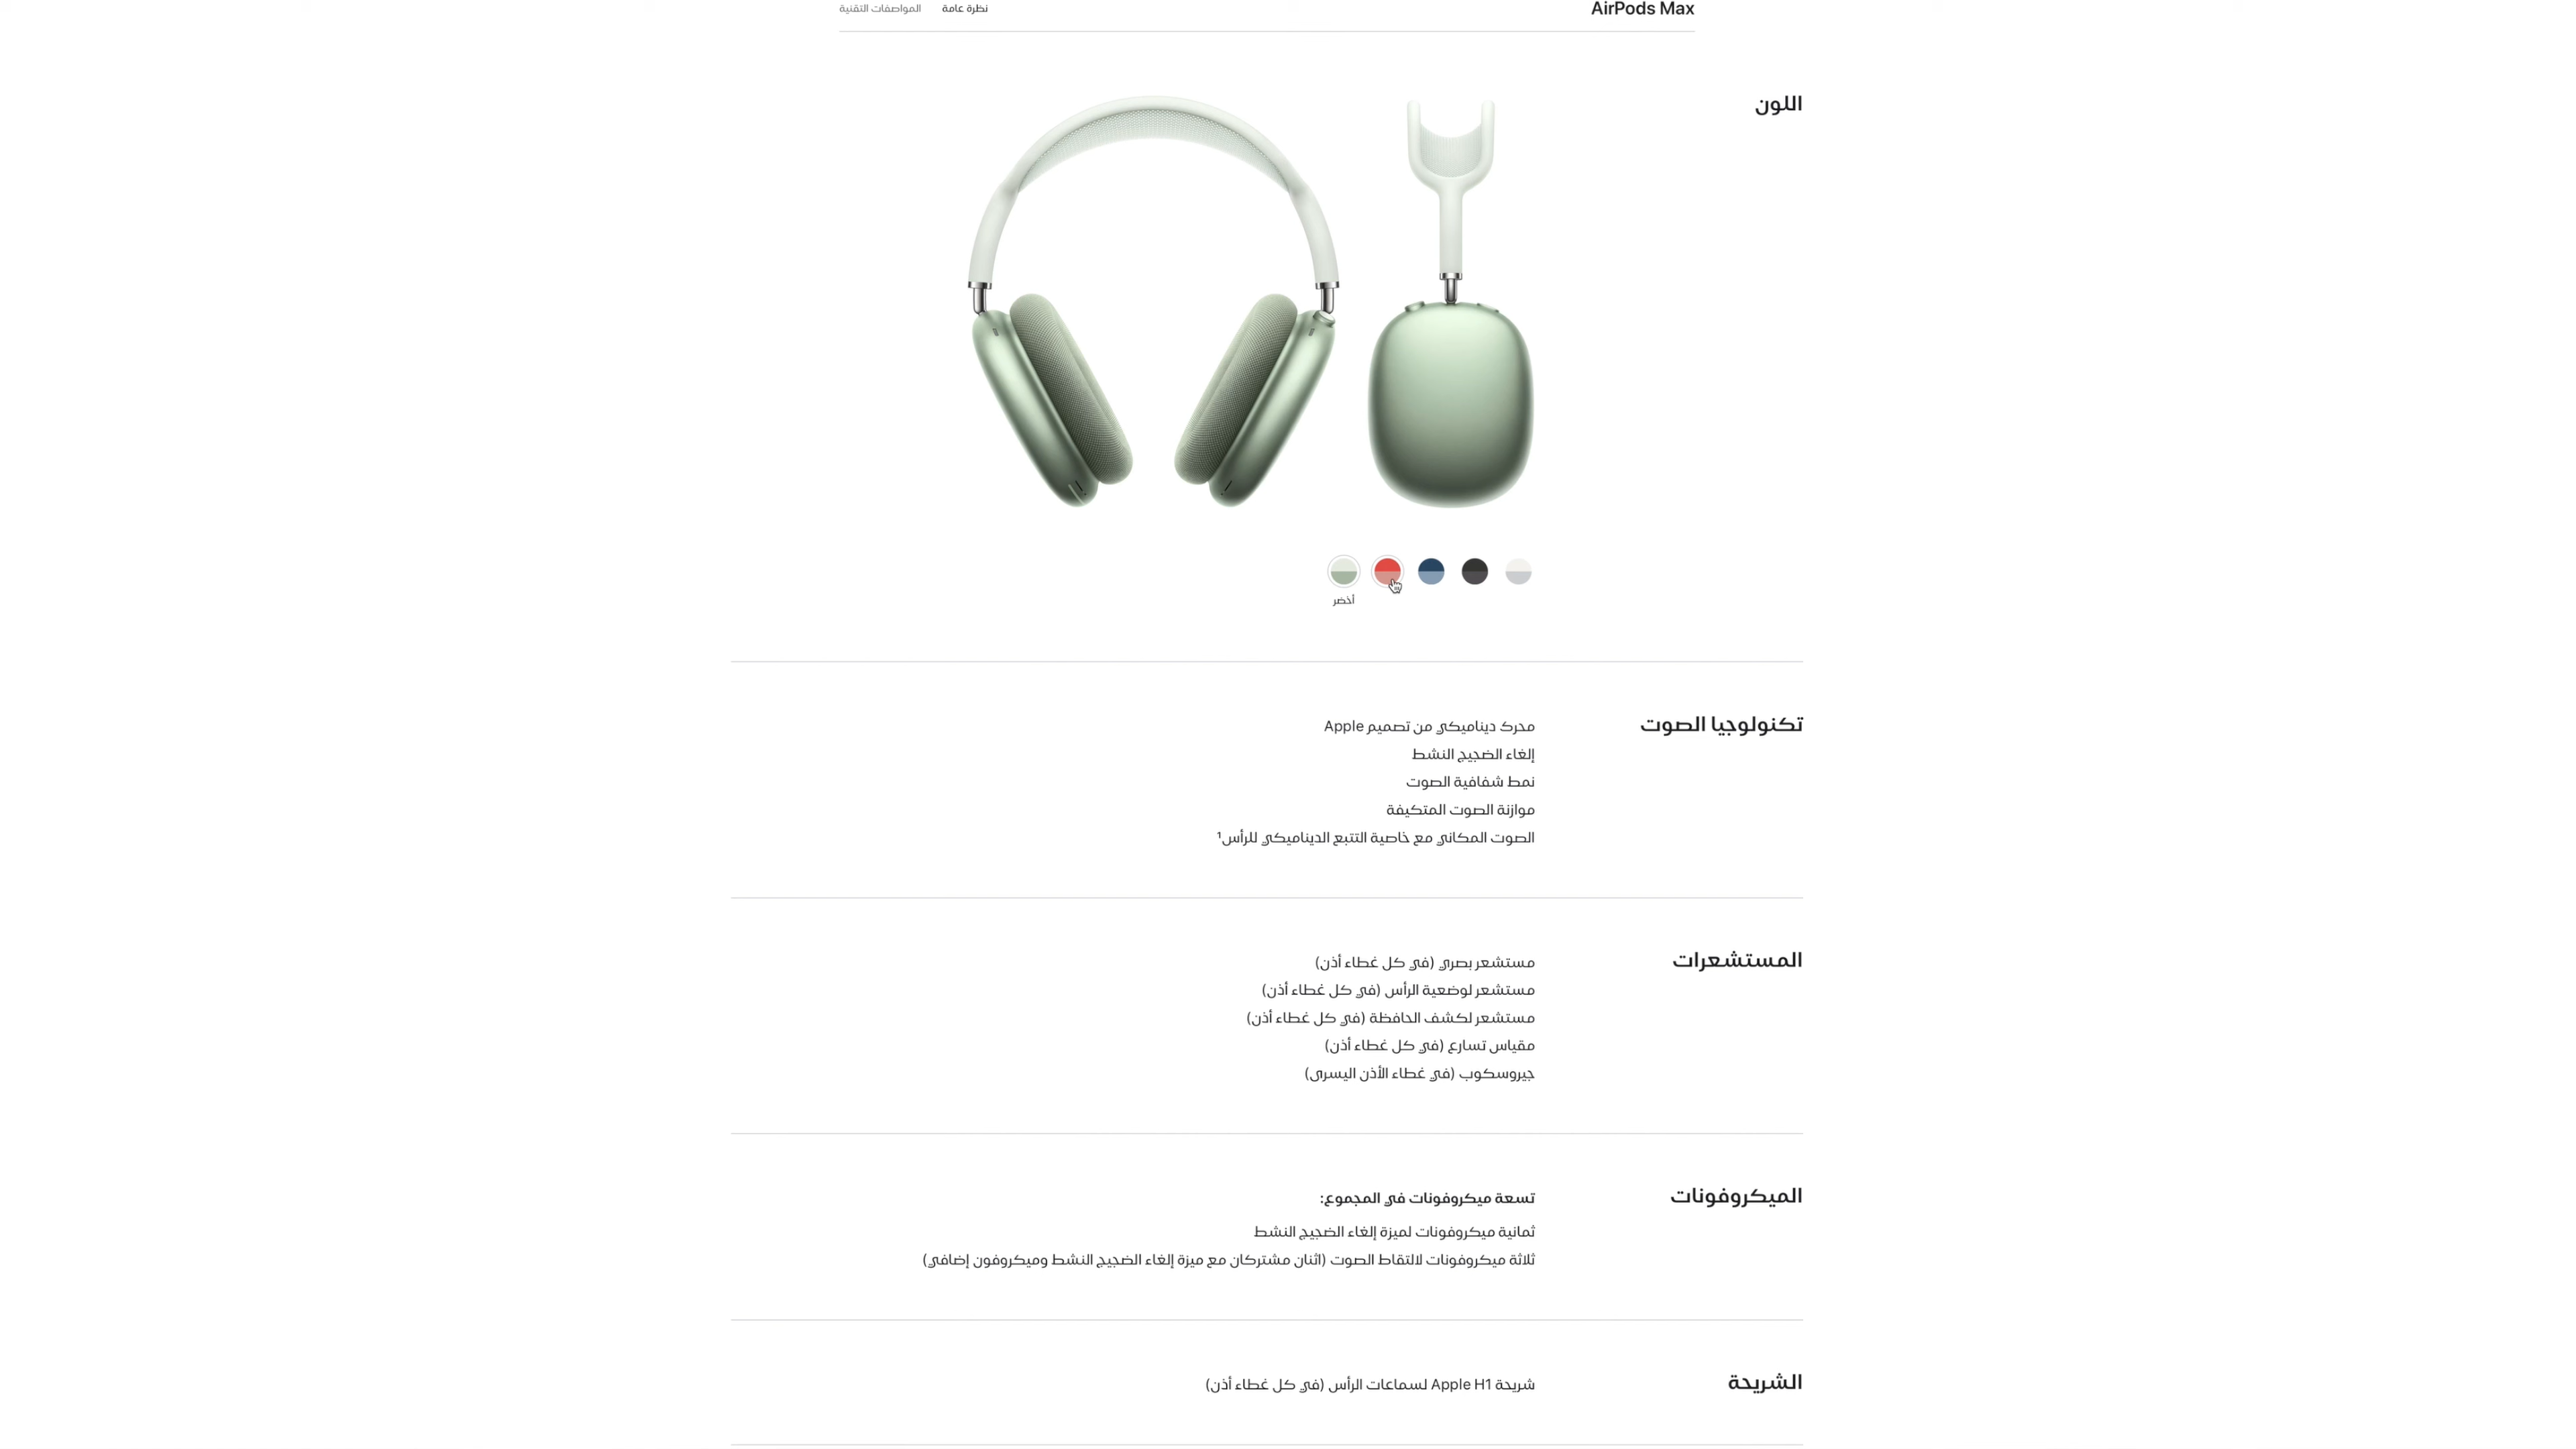 AirPods Max
نظرة عامة
المواصفات التقنية
اللون
أخضر
تكنولوجيا الصوت
محرك ديناميكي من تصميم Apple
إلغاء الضجيج النشط
نمط شفافية الصوت
موازنة الصوت المتكيفة
الصوت المكاني مع خاصية التتبع الديناميكي للرأس¹
المستشعرات
مستشعر بصري (في كل غطاء أذن)
مستشعر لوضعية الرأس (في كل غطاء أذن)
مستشعر لكشف الحافظة (في كل غطاء أذن)
مقياس تسارع (في كل غطاء أذن)
جيروسكوب (في غطاء الأذن اليسرى)
الميكروفونات
تسعة ميكروفونات في المجموع:
ثمانية ميكروفونات لميزة إلغاء الضجيج النشط
ثلاثة ميكروفونات لالتقاط الصوت (اثنان مشتركان مع ميزة إلغاء الضجيج النشط وميكروفون إضافي)
الشريحة
شريحة Apple H1 لسماعات الرأس (في كل غطاء أذن)